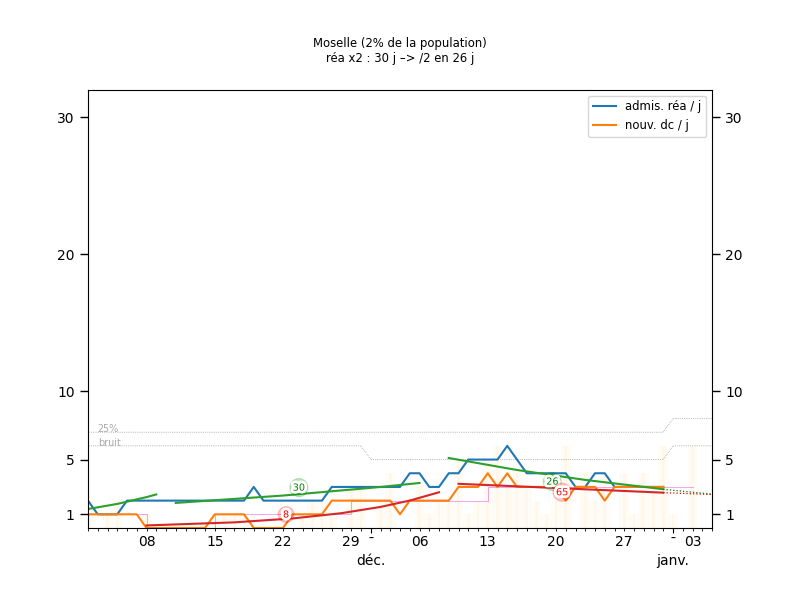 Moselle (2% de la population)
réa x2 : 30 j –> /2 en 26 j
admis. réa / j
nouv. dc / j
30 30
20 20
10 10
25%
bruit
5 5
30
26
65
8
1 1
08 15 22 29 - 06 13 20 27 - 03
déc. janv.